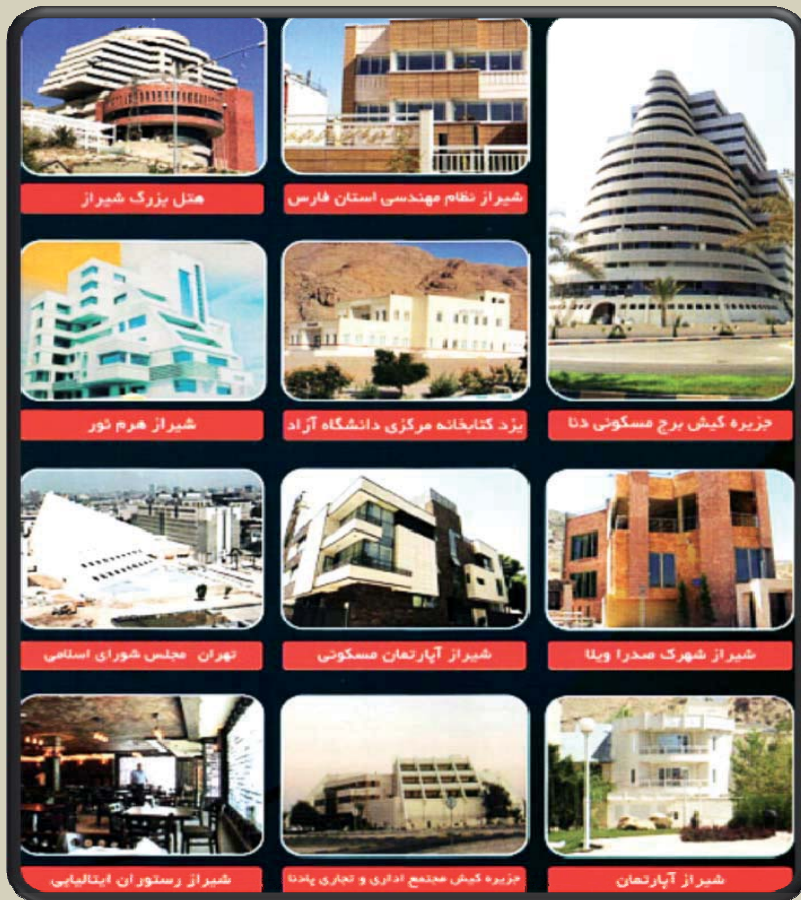 شیراز نظام مهندسی استان فارس
هتل بزرگ شیراز
جزیره کیش برج مسکونی دنا
یزد کتابخانه مرکزی دانشگاه آزاد
شیراز هرم نور
شیراز شهرک صدرا ویلا
شیراز آپارتمان مسکونی
تهران مجلس شورای اسلامی
شیراز آپارتمان
جزیره کیش مجتمع اداری و تجاری پادنا
شیراز رستوران ایتالیایی